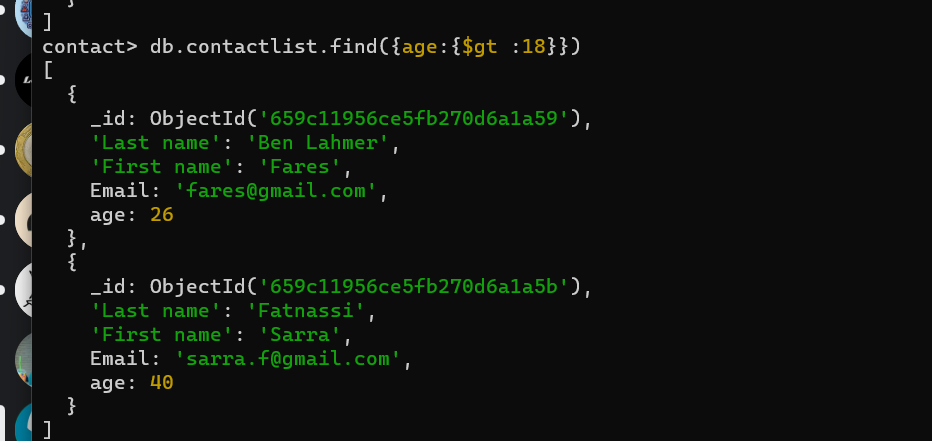 ]
contact> db.contactlist.find({age:{$gt :18}})
[
  {
    _id: ObjectId('659c11956ce5fb270d6a1a59'),
    'Last name': 'Ben Lahmer',
    'First name': 'Fares',
    Email: 'fares@gmail.com',
    age: 26
  },
  {
    _id: ObjectId('659c11956ce5fb270d6a1a5b'),
    'Last name': 'Fatnassi',
    'First name': 'Sarra',
    Email: 'sarra.f@gmail.com',
    age: 40
  }
]